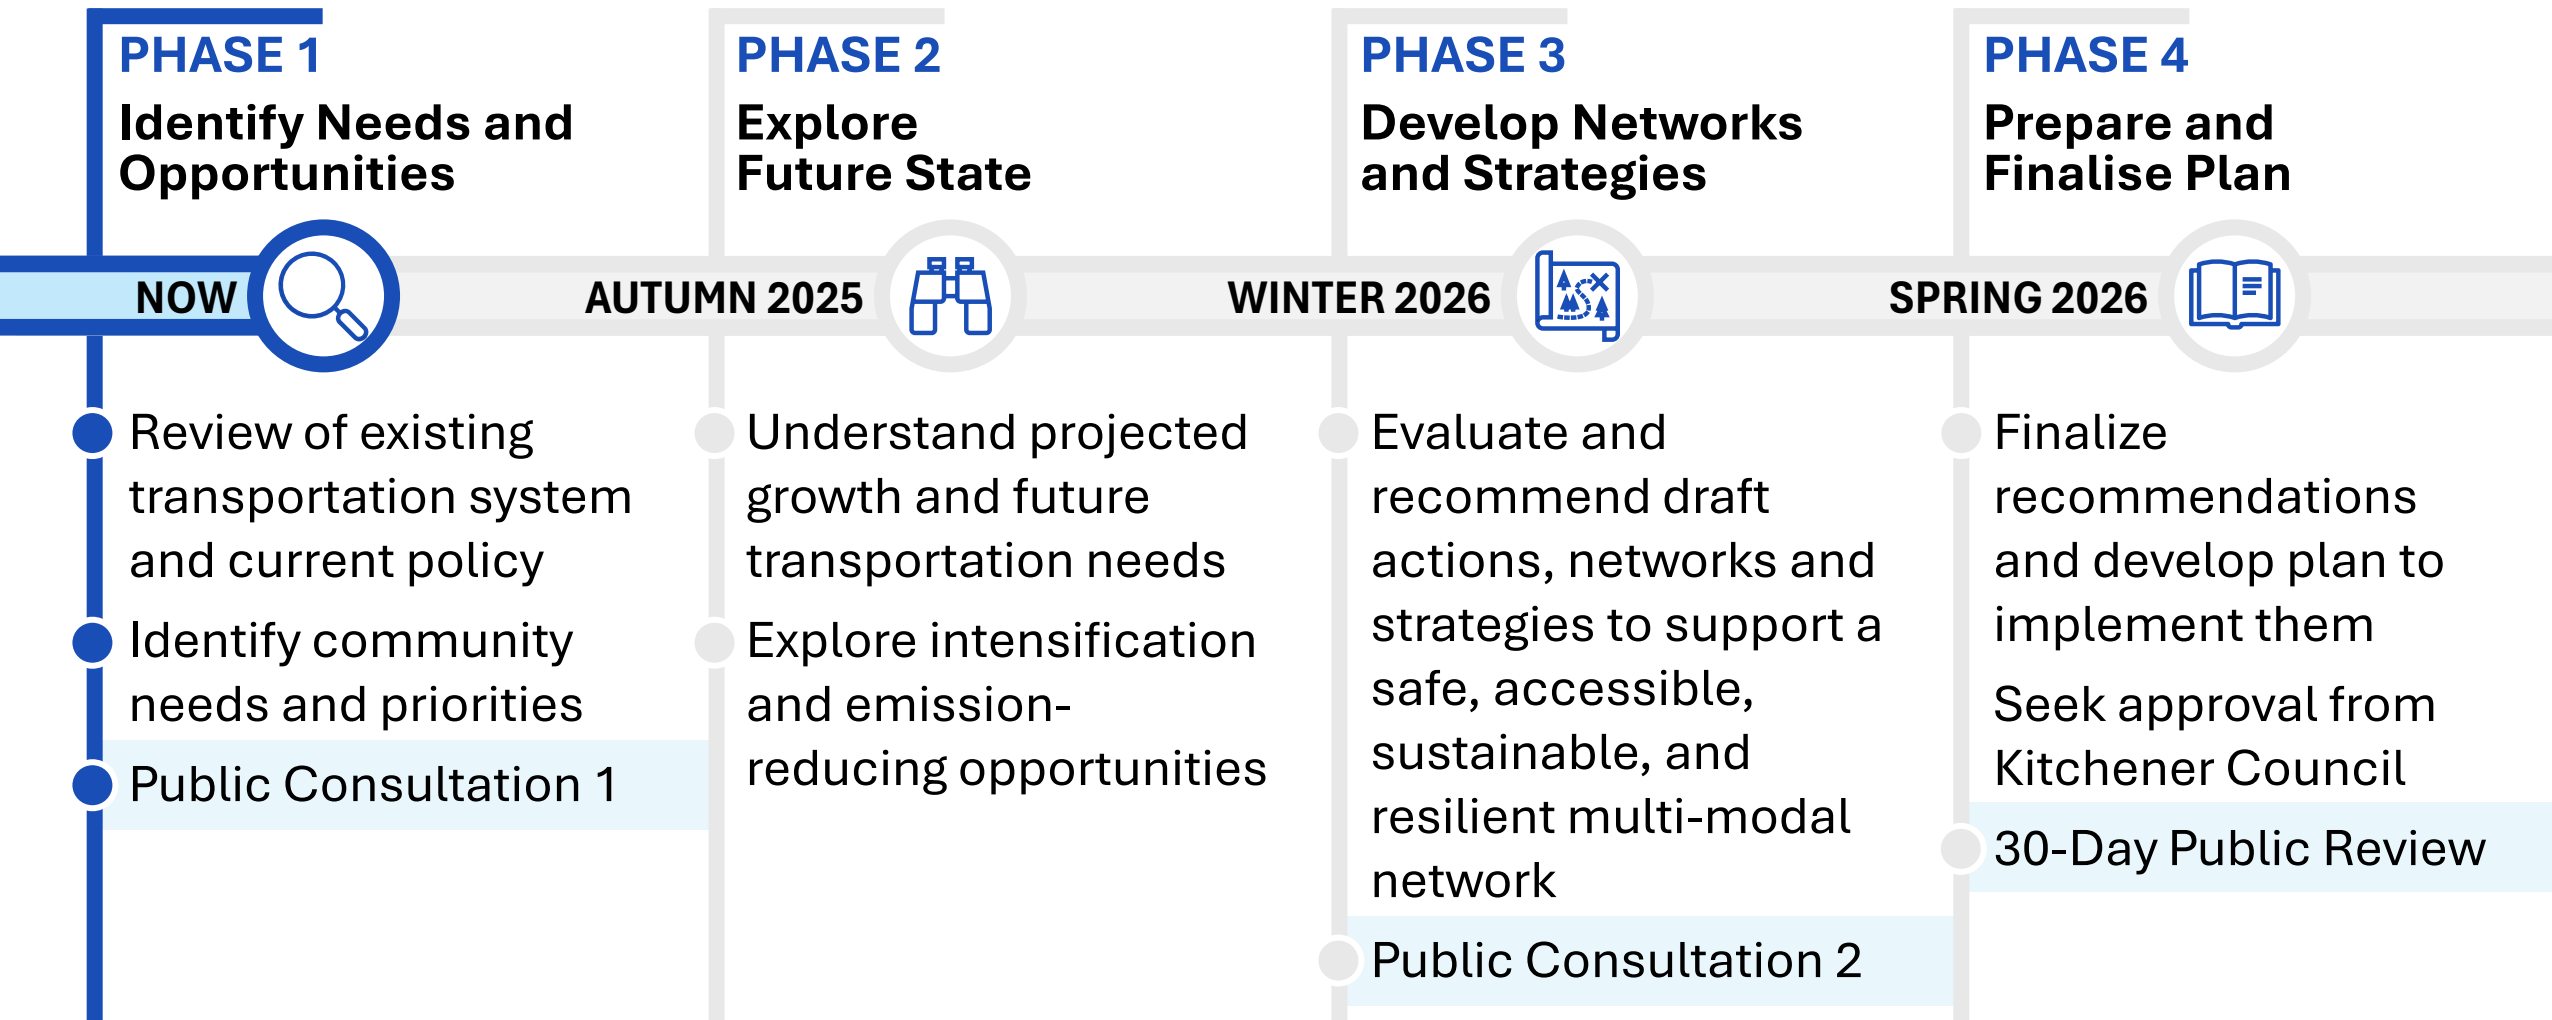 PHASE 1
Identify Needs and
Opportunities
NOW
Review of existing
transportation system
and current policy
Identify community
needs and priorities
Public Consultation 1
PHASE 2
Explore
Future State
AUTUMN 2025
Understand projected
growth and future
transportation needs
Explore intensification
and emission-
reducing opportunities
PHASE 3
Develop Networks
and Strategies
WINTER 2026
Evaluate and
recommend draft
actions, networks and
strategies to support a
safe, accessible,
sustainable, and
resilient multi-modal
network
Public Consultation 2
PHASE 4
Prepare and
Finalise Plan
SPRING 2026
Finalize
recommendations
and develop plan to
implement them
Seek approval from
Kitchener Council
30-Day Public Review